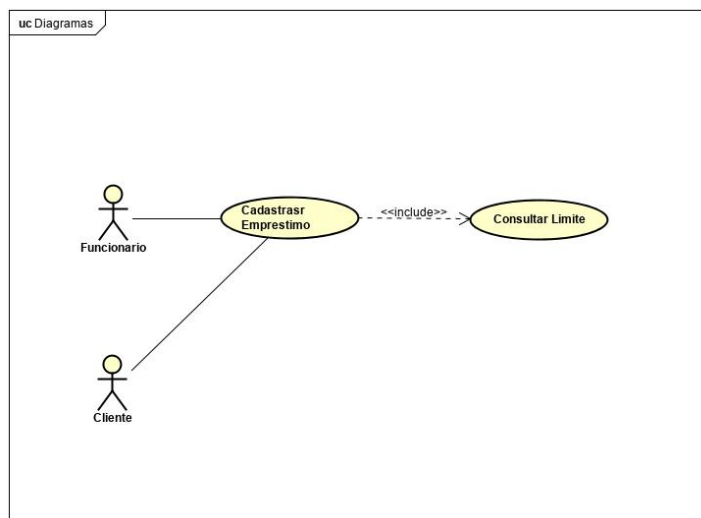 uc Diagramas
Cadastrasr
Emprestimo
<<include>>
Consultar Limite
Funcionario
Cliente